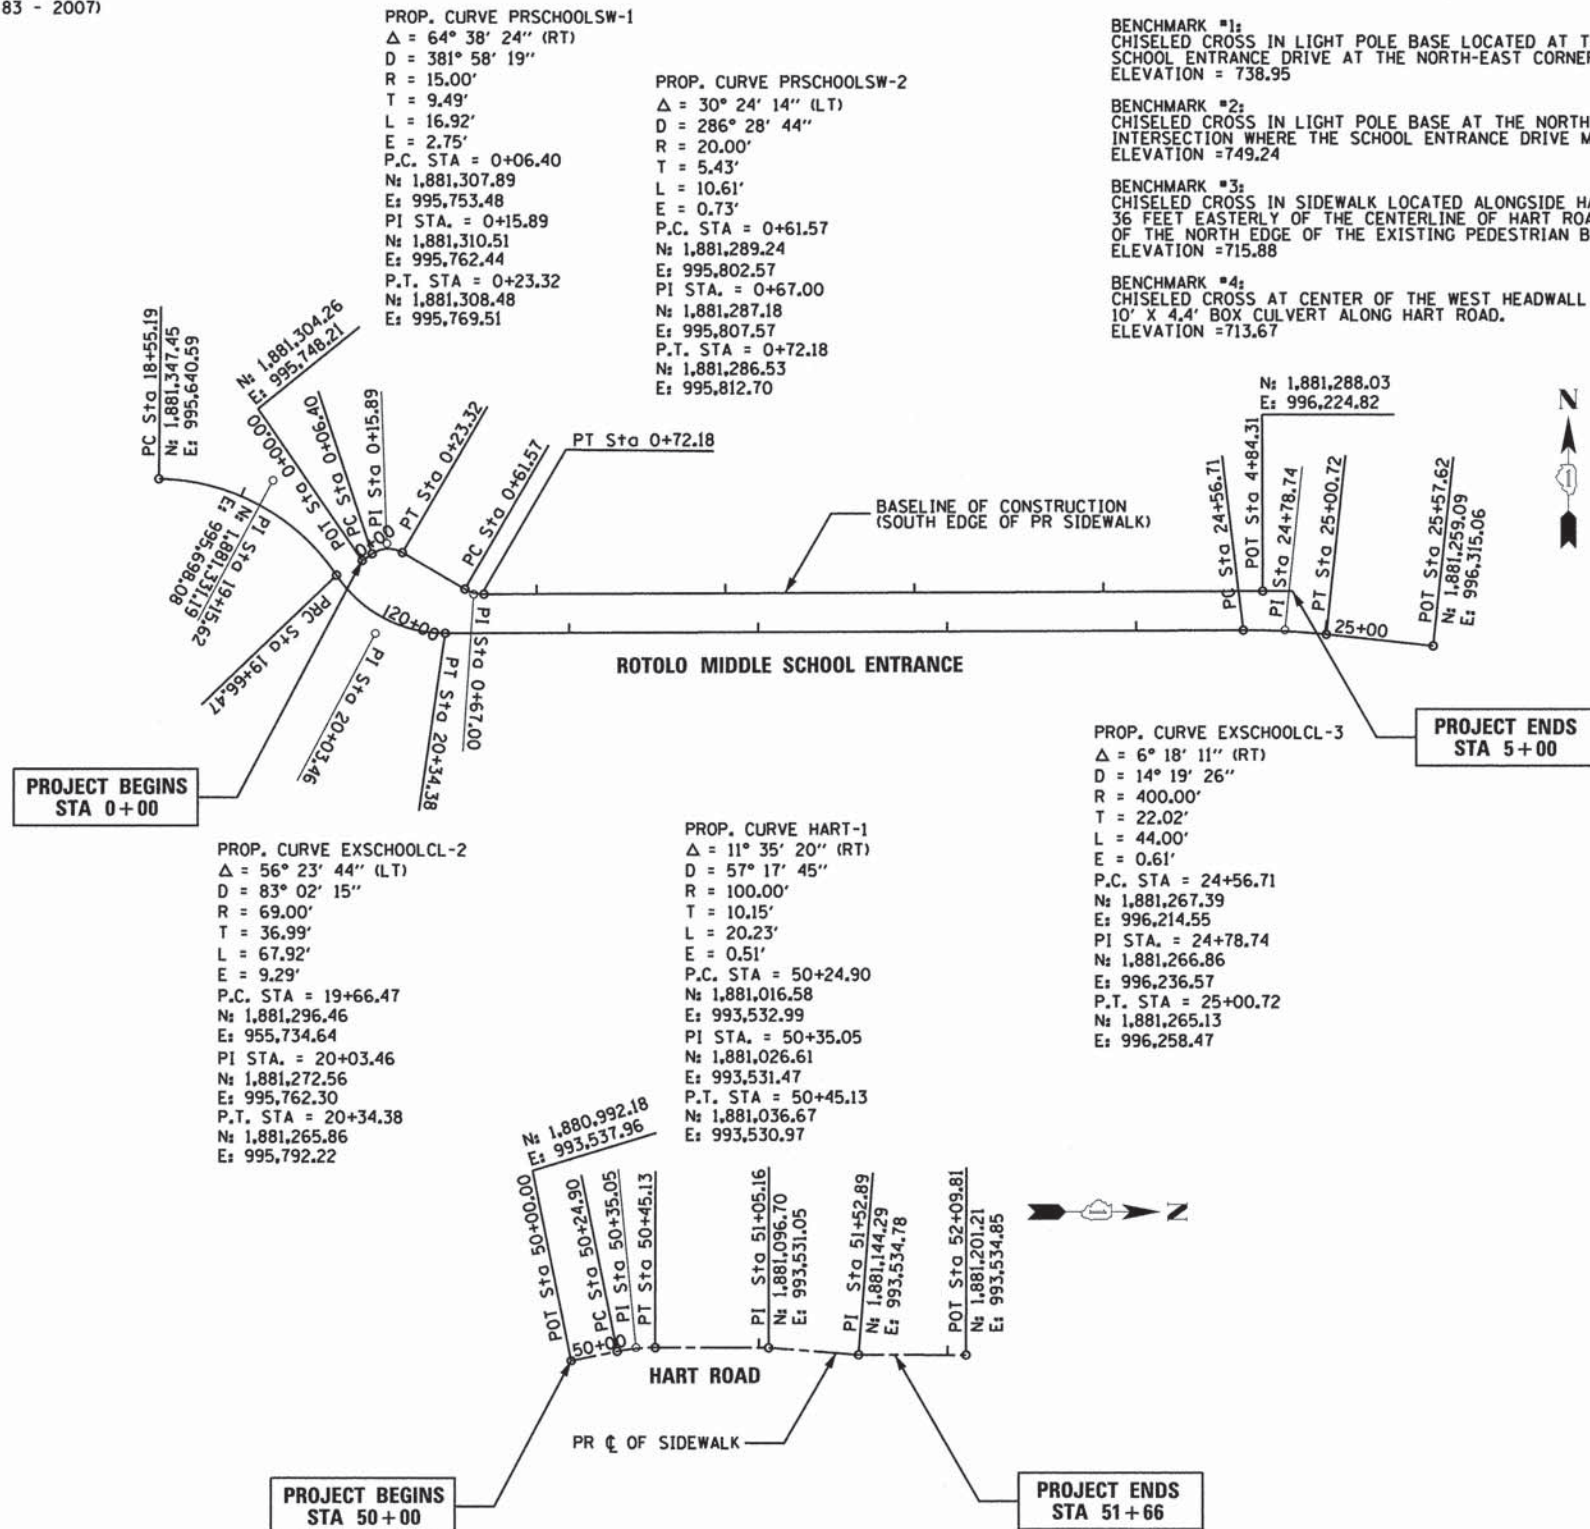 83 - 2007)
PROP. CURVE PRSCHOOLSW-1
Δ = 64° 38' 24" (RT)
D = 381° 58' 19"
R = 15.00'
T = 9.49'
L = 16.92'
E = 2.75'
P.C. STA = 0+06.40
N: 1,881,307.89
E: 995,753.48
PI STA. = 0+15.89
N: 1,881,310.51
E: 995,762.44
P.T. STA = 0+23.32
N: 1,881,308.48
E: 995,769.51
PROP. CURVE PRSCHOOLSW-2
Δ = 30° 24' 14" (LT)
D = 286° 28' 44"
R = 20.00'
T = 5.43'
L = 10.61'
E = 0.73'
P.C. STA = 0+61.57
N: 1,881,289.24
E: 995,802.57
PI STA. = 0+67.00
N: 1,881,287.18
E: 995,807.57
P.T. STA = 0+72.18
N: 1,881,286.53
E: 995,812.70
BENCHMARK #1:
CHISELED CROSS IN LIGHT POLE BASE LOCATED AT T
SCHOOL ENTRANCE DRIVE AT THE NORTH-EAST CORNER
ELEVATION = 738.95
BENCHMARK #2:
CHISELED CROSS IN LIGHT POLE BASE AT THE NORTH
INTERSECTION WHERE THE SCHOOL ENTRANCE DRIVE M
ELEVATION =749.24
BENCHMARK #3:
CHISELED CROSS IN SIDEWALK LOCATED ALONGSIDE HA
36 FEET EASTERLY OF THE CENTERLINE OF HART ROA
OF THE NORTH EDGE OF THE EXISTING PEDESTRIAN B
ELEVATION =715.88
BENCHMARK #4:
CHISELED CROSS AT CENTER OF THE WEST HEADWALL
10' X 4.4' BOX CULVERT ALONG HART ROAD.
ELEVATION =713.67
PC Sta 18+55.19
N: 1,881,347.45
E: 995,640.59
N: 1,881,304.26
E: 995,748.21
POT Sta 0+00.00
PC Sta 0+06.40
PI Sta 0+15.89
PT Sta 0+23.32
PC Sta 0+61.57
PT Sta 0+72.18
0+00
PI Sta 19+15.62
N: 1,881,331.19
E: 995,698.08
PRC Sta 19+66.47
120+00
PI Sta 20+03.46
PT Sta 20+34.38
PI Sta 0+67.00
BASELINE OF CONSTRUCTION
(SOUTH EDGE OF PR SIDEWALK)
N: 1,881,288.03
E: 996,224.82
PC Sta 24+56.71
POT Sta 4+84.31
PI Sta 24+78.74
PT Sta 25+00.72
25+00
POT Sta 25+57.62
N: 1,881,259.09
E: 996,315.06
N
1
ROTOLO MIDDLE SCHOOL ENTRANCE
PROJECT BEGINS
STA 0+00
PROJECT ENDS
STA 5+00
PROP. CURVE EXSCHOOLCL-2
Δ = 56° 23' 44" (LT)
D = 83° 02' 15"
R = 69.00'
T = 36.99'
L = 67.92'
E = 9.29'
P.C. STA = 19+66.47
N: 1,881,296.46
E: 955,734.64
PI STA. = 20+03.46
N: 1,881,272.56
E: 995,762.30
P.T. STA = 20+34.38
N: 1,881,265.86
E: 995,792.22
PROP. CURVE HART-1
Δ = 11° 35' 20" (RT)
D = 57° 17' 45"
R = 100.00'
T = 10.15'
L = 20.23'
E = 0.51'
P.C. STA = 50+24.90
N: 1,881,016.58
E: 993,532.99
PI STA. = 50+35.05
N: 1,881,026.61
E: 993,531.47
P.T. STA = 50+45.13
N: 1,881,036.67
E: 993,530.97
PROP. CURVE EXSCHOOLCL-3
Δ = 6° 18' 11" (RT)
D = 14° 19' 26"
R = 400.00'
T = 22.02'
L = 44.00'
E = 0.61'
P.C. STA = 24+56.71
N: 1,881,267.39
E: 996,214.55
PI STA. = 24+78.74
N: 1,881,266.86
E: 996,236.57
P.T. STA = 25+00.72
N: 1,881,265.13
E: 996,258.47
N: 1,880,992.18
E: 993,537.96
POT Sta 50+00.00
PC Sta 50+24.90
PI Sta 50+35.05
PT Sta 50+45.13
PI Sta 51+05.16
N: 1,881,096.70
E: 993,531.05
PI Sta 51+52.89
N: 1,881,144.29
E: 993,534.78
POT Sta 52+09.81
N: 1,881,201.21
E: 993,534.85
N
50+00
HART ROAD
PR ℄ OF SIDEWALK
PROJECT BEGINS
STA 50+00
PROJECT ENDS
STA 51+66